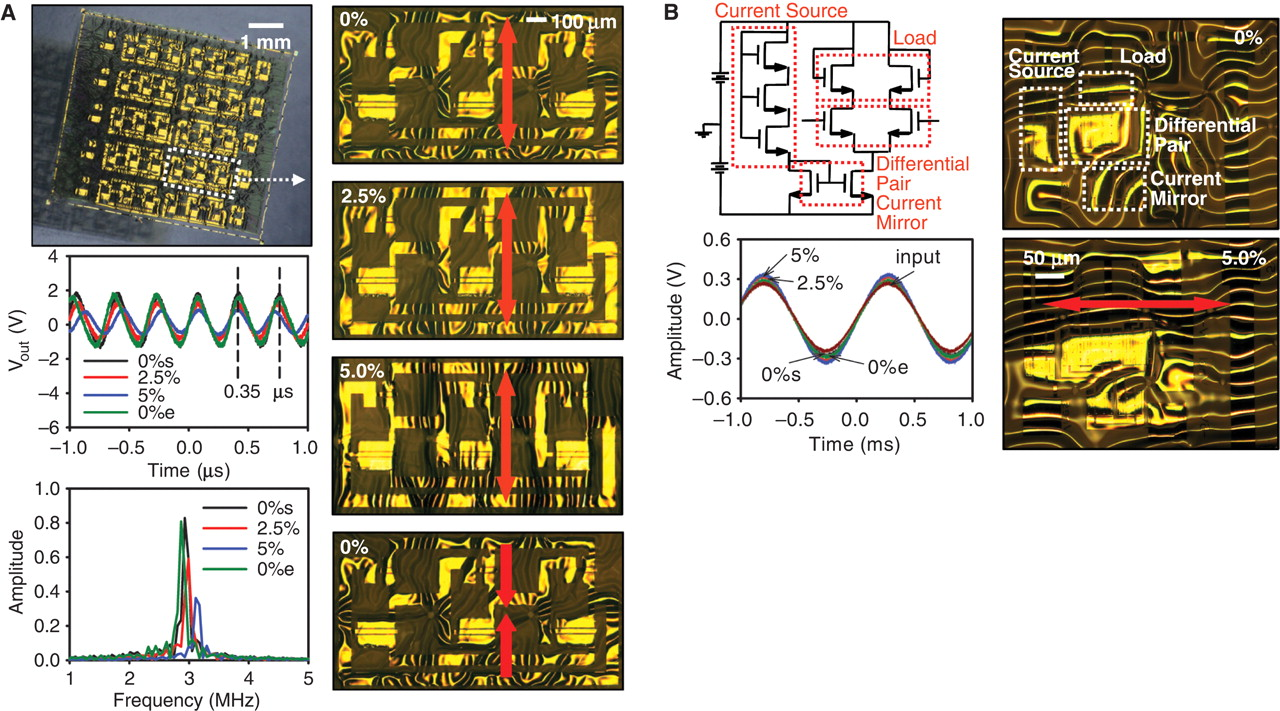 A
1 mm
0%
100 µm
2.5%
5.0%
0%
4
2
0
−2
−4
−6
Vout (V)
0%s
2.5%
5%
0%e
0.35 µs
−1.0 −0.5 0.0 0.5 1.0
Time (µs)
1.0
0.8
0.6
0.4
0.2
0.0
Amplitude
0%s
2.5%
5%
0%e
1 2 3 4 5
Frequency (MHz)
B
Current Source
Load
Differential
Pair
Current
Mirror
0.6
0.3
0.0
−0.3
−0.6
Amplitude (V)
5%
2.5%
input
0%s
0%e
−1.0 −0.5 0.0 0.5 1.0
Time (ms)
0%
Current
Source
Load
Differential
Pair
Current
Mirror
50 µm
5.0%